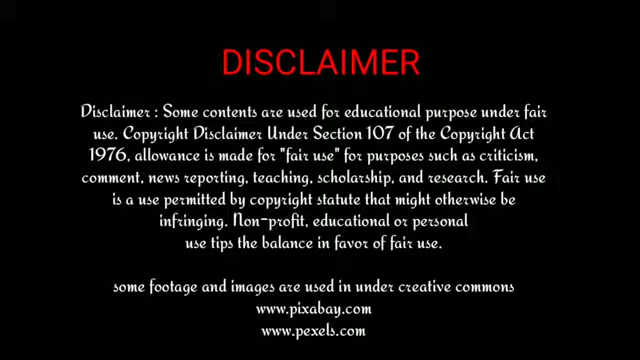 DISCLAIMER
Disclaimer : Some contents are used for educational purpose under fair
use. Copyright Disclaimer Under Section 107 of the Copyright Act
1976, allowance is made for "fair use" for purposes such as criticism,
comment, news reporting, teaching, scholarship, and research. Fair use
is a use permitted by copyright statute that might otherwise be
infringing. Non-profit, educational or personal
use tips the balance in favor of fair use.
some footage and images are used in under creative commons
www.pixabay.com
www.pexels.com